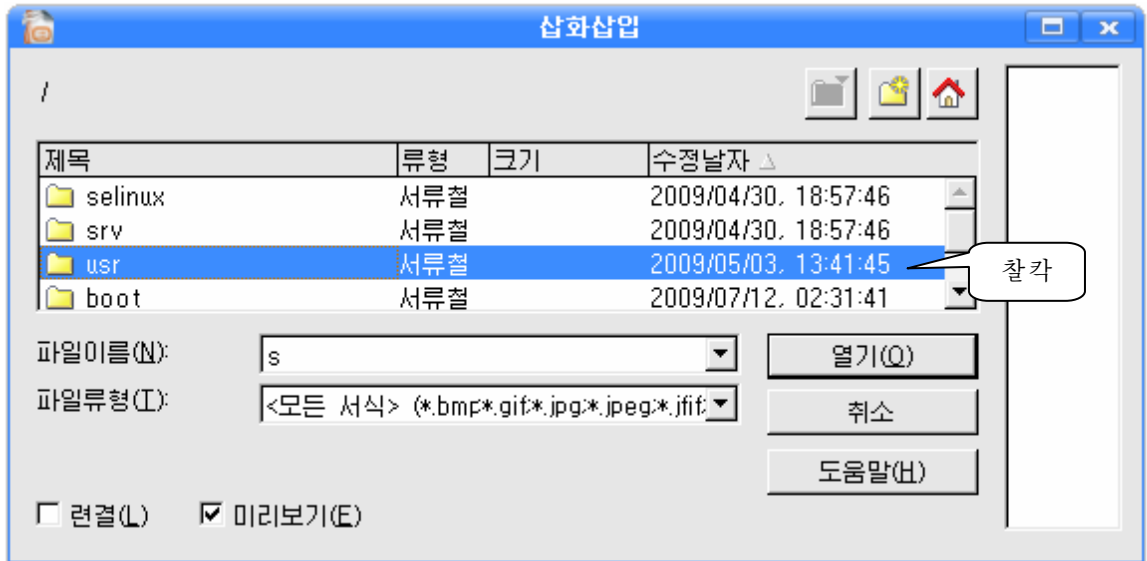 삽화삽입
/
제목 류형 크기 수정날자
selinux 서류철 2009/04/30, 18:57:46
srv 서류철 2009/04/30, 18:57:46
usr 서류철 2009/05/03, 13:41:45
찰칵
boot 서류철 2009/07/12, 02:31:41
파일이름(N): s 열기(O)
파일류형(T): <모든 서식> (*.bmp;*.gif;*.jpg;*.jpeg;*.jfif; 취소
도움말(H)
련결(L) 미리보기(E)